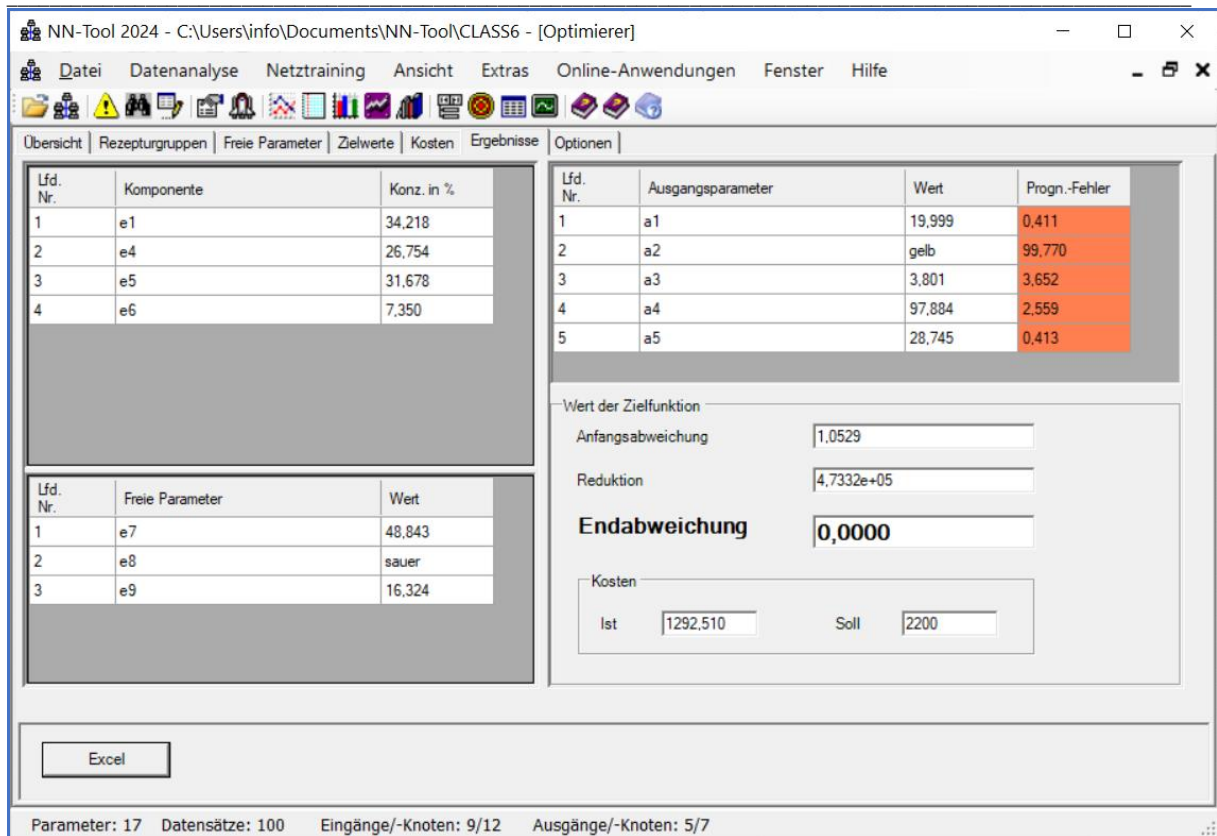 NN-Tool 2024 - C:\Users\info\Documents\NN-Tool\CLASS6 - [Optimierer]
Datei Datenanalyse Netztraining Ansicht Extras Online-Anwendungen Fenster Hilfe
Übersicht Rezepturgruppen Freie Parameter Zielwerte Kosten Ergebnisse Optionen
Lfd. Nr. Komponente Konz. in %
1 e1 34,218
2 e4 26,754
3 e5 31,678
4 e6 7,350
Lfd. Nr. Freie Parameter Wert
1 e7 48,843
2 e8 sauer
3 e9 16,324
Lfd. Nr. Ausgangsparameter Wert Progn.-Fehler
1 a1 19,999 0,411
2 a2 gelb 99,770
3 a3 3,801 3,652
4 a4 97,884 2,559
5 a5 28,745 0,413
Wert der Zielfunktion
Anfangsabweichung 1,0529
Reduktion 4,7332e+05
Endabweichung 0,0000
Kosten
Ist 1292,510 Soll 2200
Excel
Parameter: 17 Datensätze: 100 Eingänge/-Knoten: 9/12 Ausgänge/-Knoten: 5/7